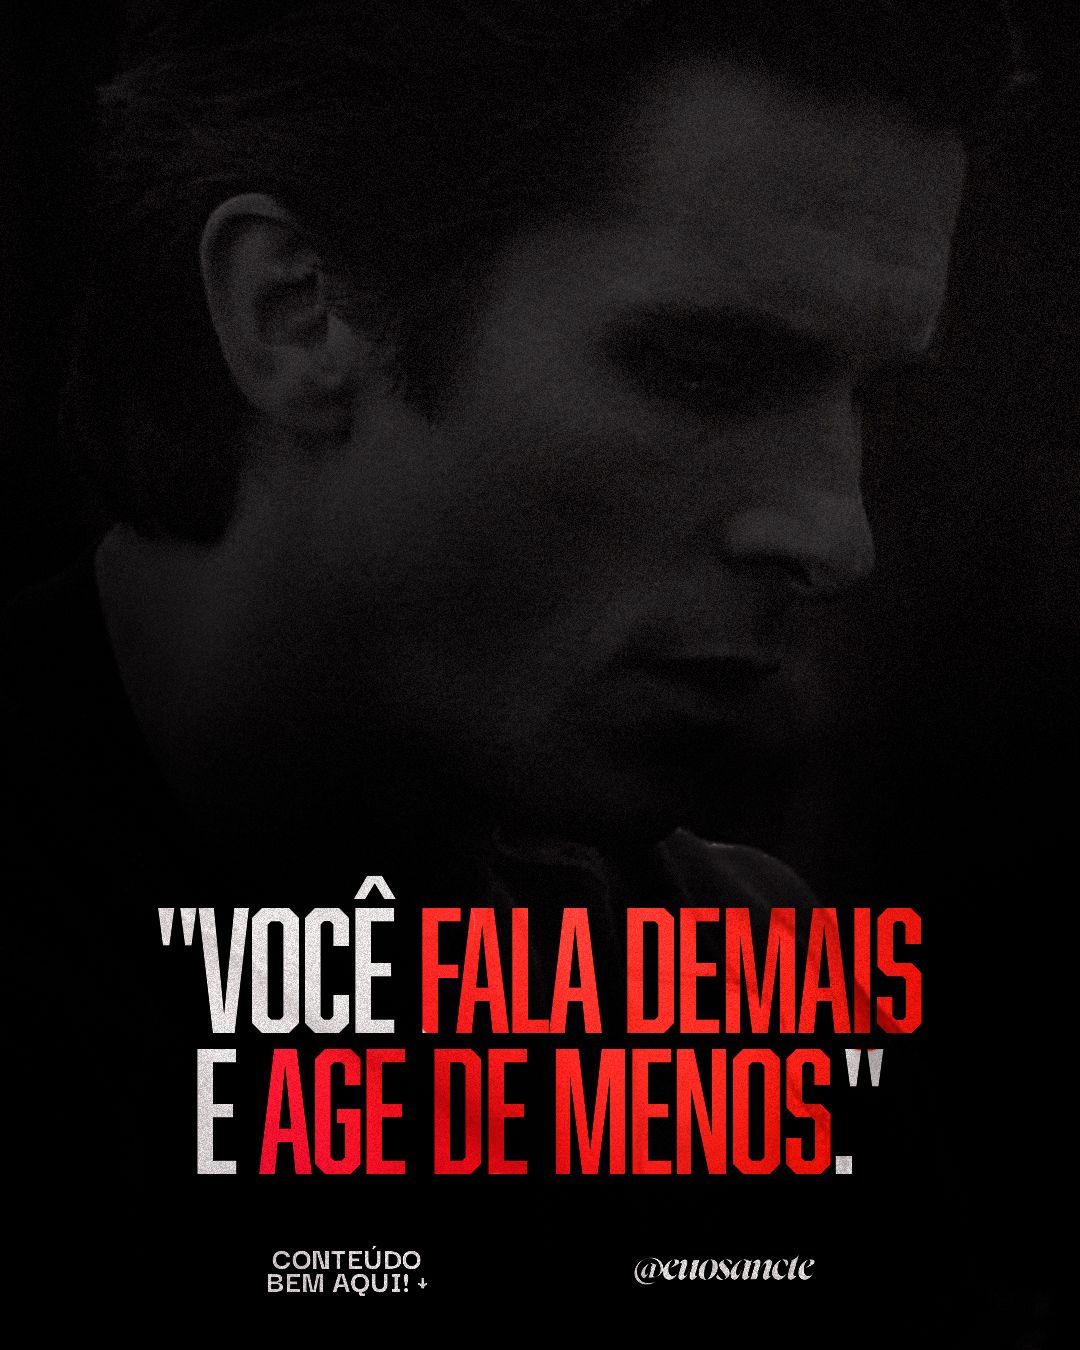 "VOCÊ FALA DEMAIS
E AGE DE MENOS."
CONTEÚDO
BEM AQUI! ↓
@euosancte